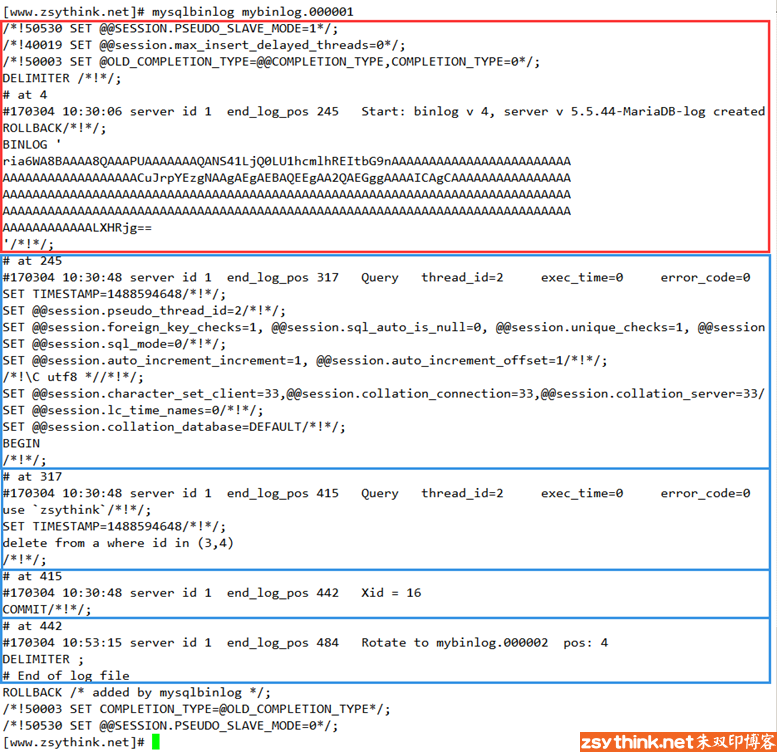 [www.zsythink.net]# mysqlbinlog mybinlog.000001
/*!50530 SET @@SESSION.PSEUDO_SLAVE_MODE=1*/;
/*!40019 SET @@session.max_insert_delayed_threads=0*/;
/*!50003 SET @OLD_COMPLETION_TYPE=@@COMPLETION_TYPE,COMPLETION_TYPE=0*/;
DELIMITER /*!*/;
# at 4
#170304 10:30:06 server id 1  end_log_pos 245   Start: binlog v 4, server v 5.5.44-MariaDB-log created
ROLLBACK/*!*/;
BINLOG '
ria6WA8BAAAA8QAAAPUAAAAAAAQANS41LjQ0LU1hcmlhREItbG9nAAAAAAAAAAAAAAAAAAAAAAAA
AAAAAAAAAAAAAAAAAACuJrpYEzgNAAgAEgAEBAQEEgAA2QAEGggAAAAICAgCAAAAAAAAAAAAAAAA
AAAAAAAAAAAAAAAAAAAAAAAAAAAAAAAAAAAAAAAAAAAAAAAAAAAAAAAAAAAAAAAAAAAAAAAAAAAA
AAAAAAAAAAAAAAAAAAAAAAAAAAAAAAAAAAAAAAAAAAAAAAAAAAAAAAAAAAAAAAAAAAAAAAAAAAAA
AAAAAAAAAAAALXHRjg==
'/*!*/;
# at 245
#170304 10:30:48 server id 1  end_log_pos 317   Query   thread_id=2     exec_time=0     error_code=0
SET TIMESTAMP=1488594648/*!*/;
SET @@session.pseudo_thread_id=2/*!*/;
SET @@session.foreign_key_checks=1, @@session.sql_auto_is_null=0, @@session.unique_checks=1, @@session
SET @@session.sql_mode=0/*!*/;
SET @@session.auto_increment_increment=1, @@session.auto_increment_offset=1/*!*/;
/*!\C utf8 *//*!*/;
SET @@session.character_set_client=33,@@session.collation_connection=33,@@session.collation_server=33/
SET @@session.lc_time_names=0/*!*/;
SET @@session.collation_database=DEFAULT/*!*/;
BEGIN
/*!*/;
# at 317
#170304 10:30:48 server id 1  end_log_pos 415   Query   thread_id=2     exec_time=0     error_code=0
use `zsythink`/*!*/;
SET TIMESTAMP=1488594648/*!*/;
delete from a where id in (3,4)
/*!*/;
# at 415
#170304 10:30:48 server id 1  end_log_pos 442   Xid = 16
COMMIT/*!*/;
# at 442
#170304 10:53:15 server id 1  end_log_pos 484   Rotate to mybinlog.000002  pos: 4
DELIMITER ;
# End of log file
ROLLBACK /* added by mysqlbinlog */;
/*!50003 SET COMPLETION_TYPE=@OLD_COMPLETION_TYPE*/;
/*!50530 SET @@SESSION.PSEUDO_SLAVE_MODE=0*/;
[www.zsythink.net]#
zsythink.net朱双印博客